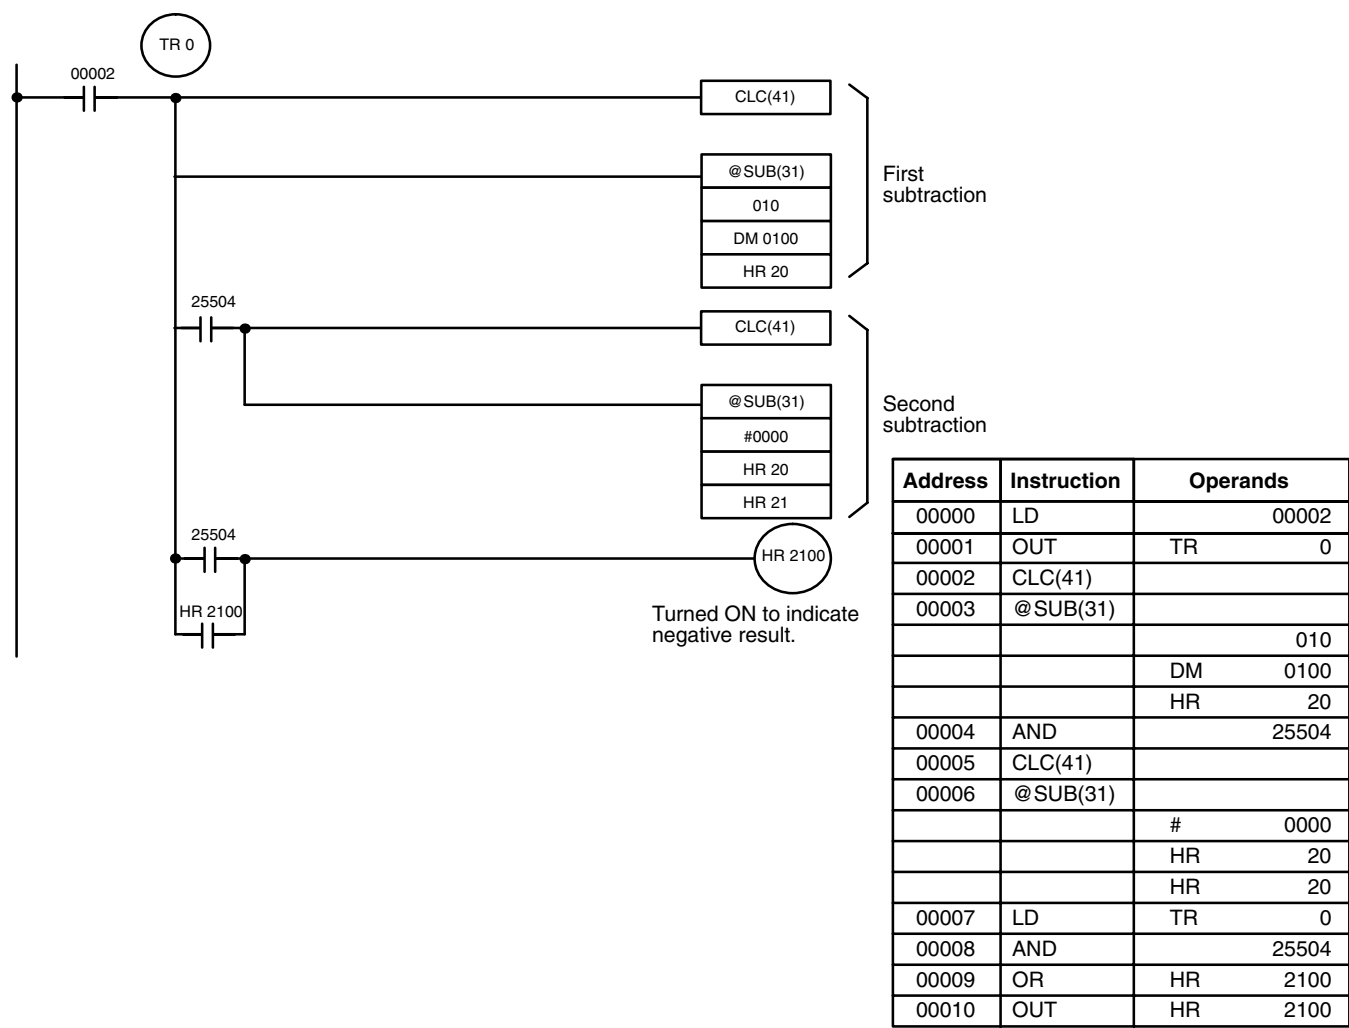 TR 0
00002
CLC(41)
@SUB(31)
010
DM 0100
HR 20
First
subtraction
25504
CLC(41)
@SUB(31)
#0000
HR 20
HR 21
Second
subtraction
25504
HR 2100
HR 2100
Turned ON to indicate
negative result.
Address Instruction Operands
00000 LD 00002
00001 OUT TR 0
00002 CLC(41)
00003 @SUB(31)
010
DM 0100
HR 20
00004 AND 25504
00005 CLC(41)
00006 @SUB(31)
# 0000
HR 20
HR 20
00007 LD TR 0
00008 AND 25504
00009 OR HR 2100
00010 OUT HR 2100